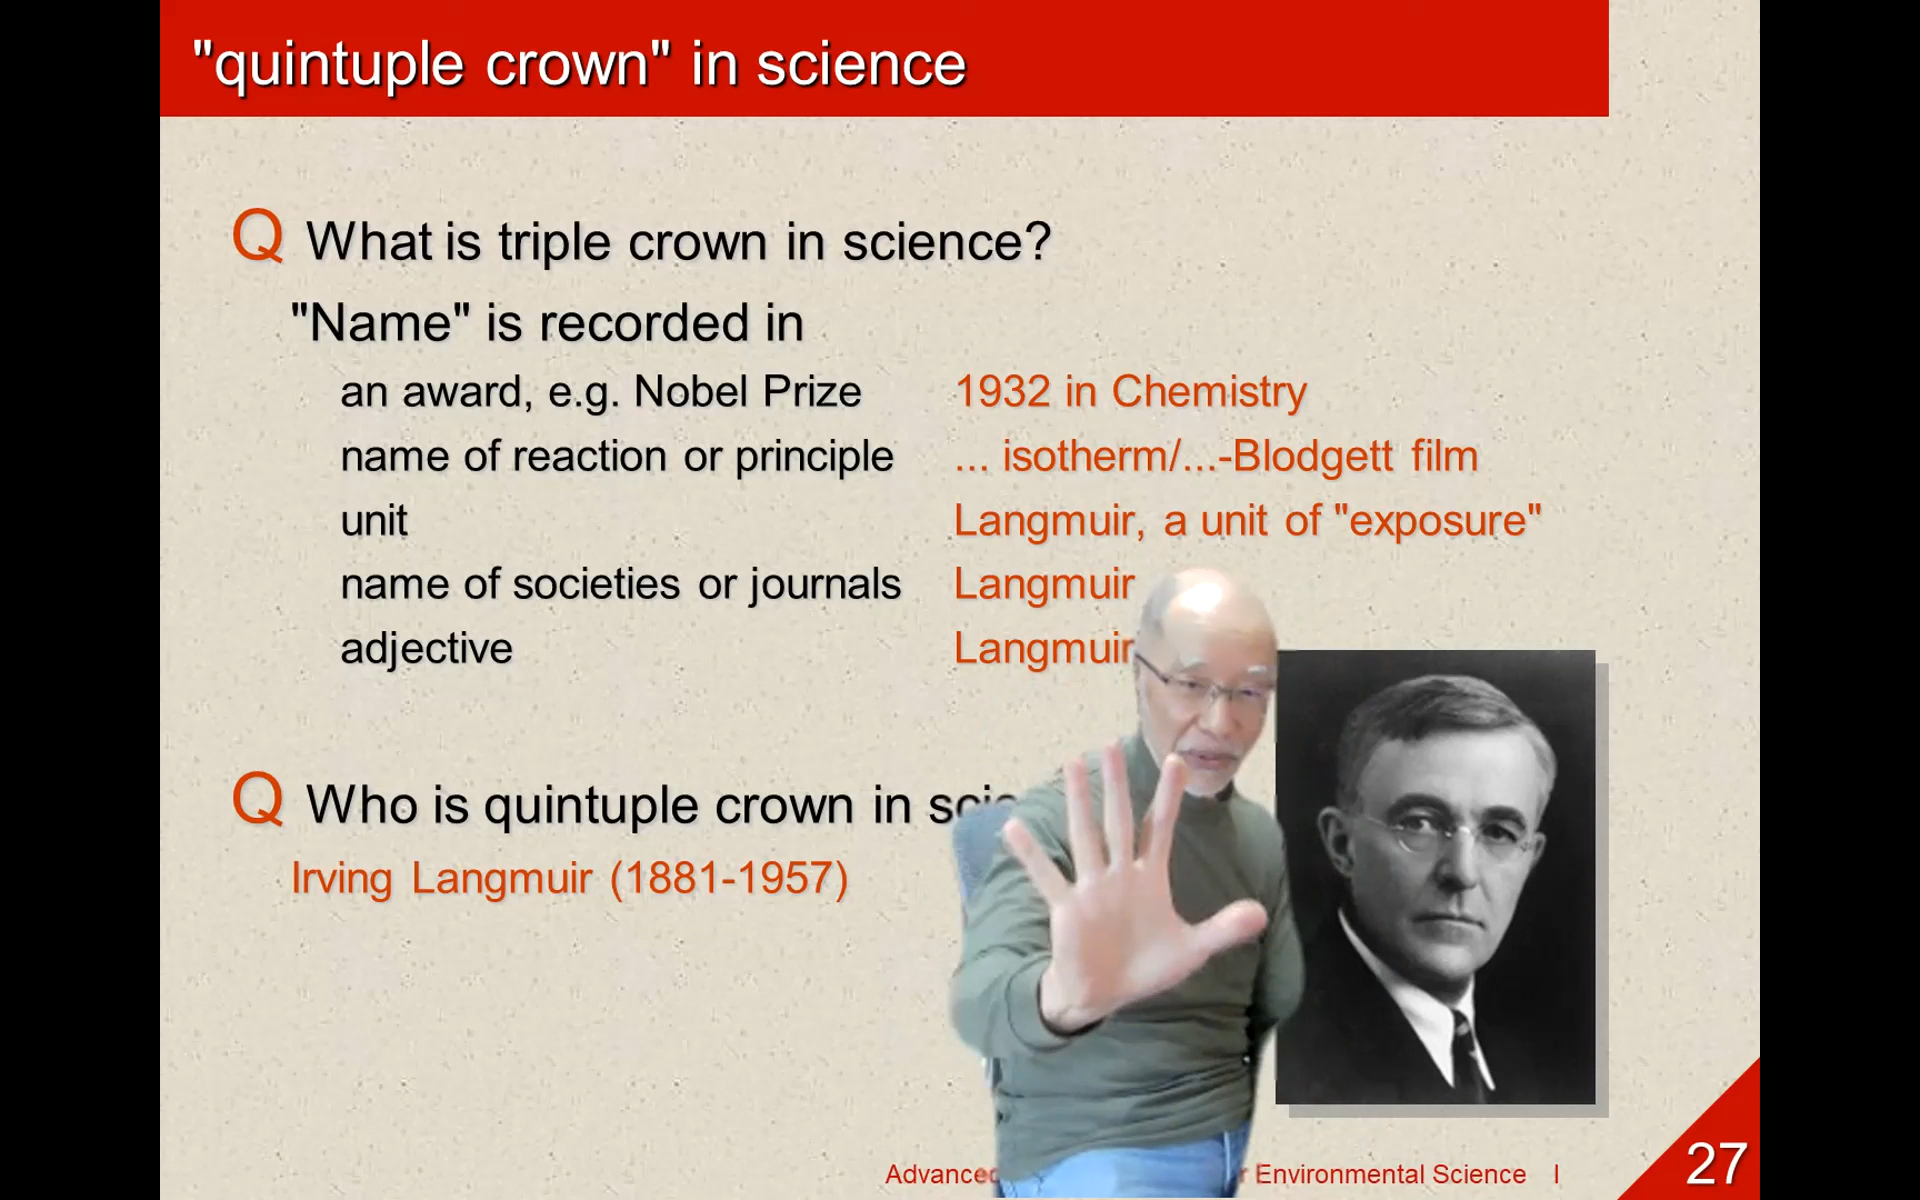 "quintuple crown" in science
Q What is triple crown in science?
"Name" is recorded in
an award, e.g. Nobel Prize 1932 in Chemistry
name of reaction or principle ... isotherm/...-Blodgett film
unit Langmuir, a unit of "exposure"
name of societies or journals Langmuir
adjective Langmuir
Q Who is quintuple crown in
Irving Langmuir (1881-1957)
Environmental Science I
27